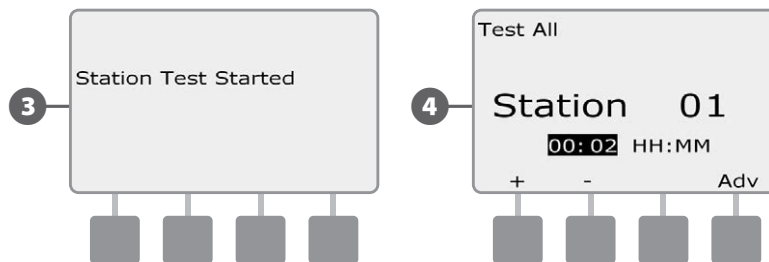 3
Station Test Started
4
Test All
Station 01
00:02 HH:MM
+ - Adv